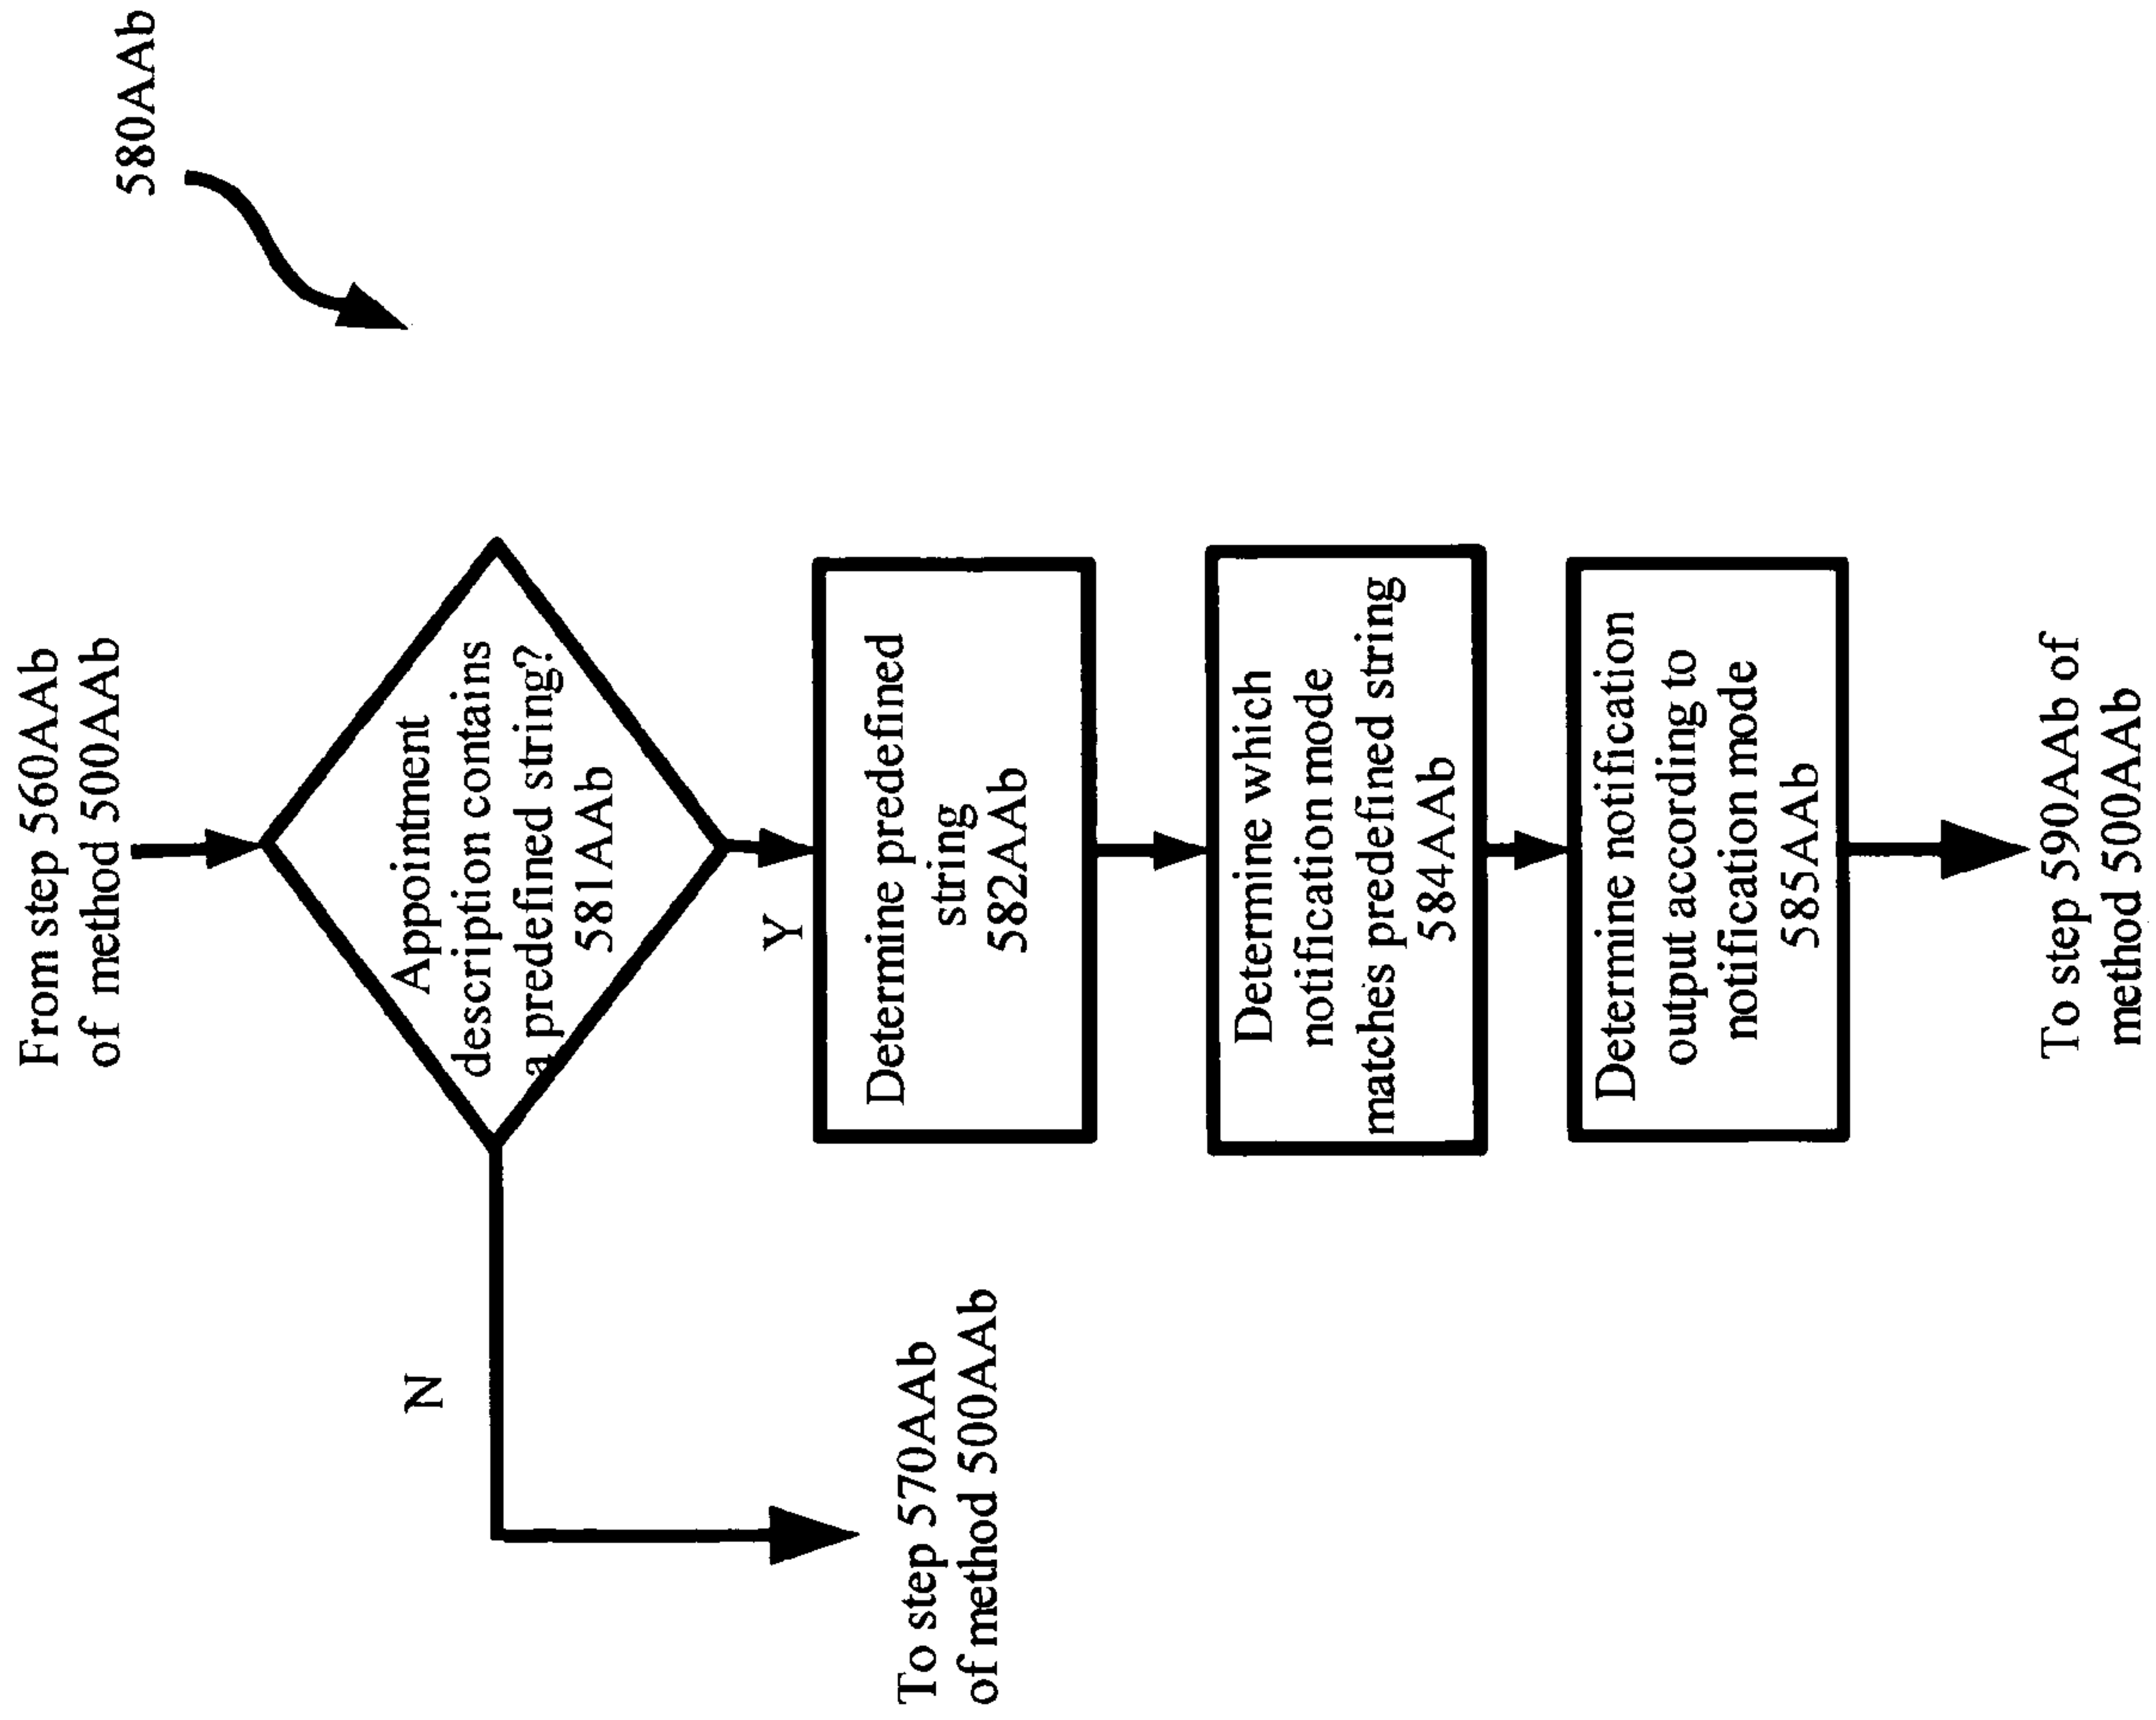 580AAb
From step 560AAb
of method 500AAb
Appointment
description contains
a predefined string?
581AAb
N
Y
To step 570AAb
of method 500AAb
Determine predefined
string
582AAb
Determine which
notification mode
matches predefined string
584AAb
Determine notification
output according to
notification mode
585AAb
To step 590AAb of
method 500AAb